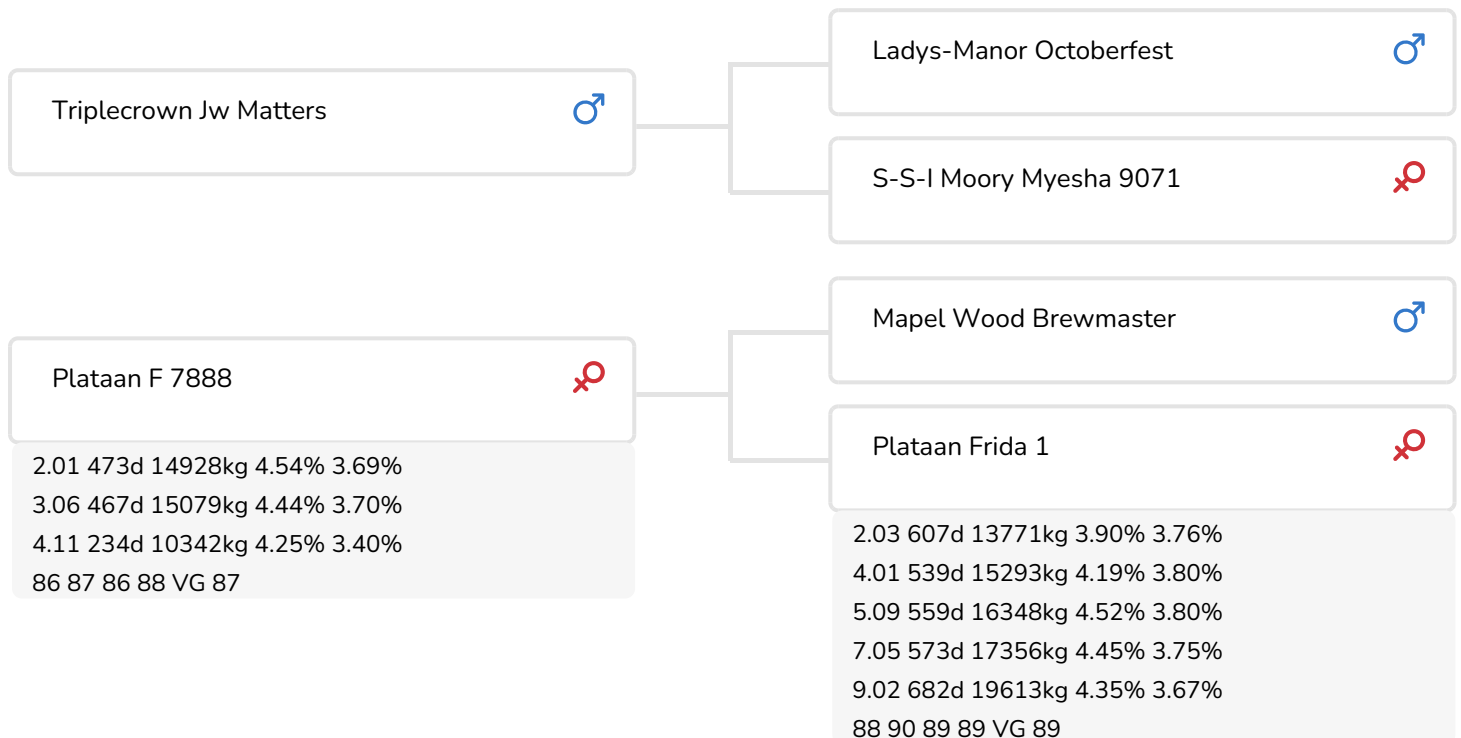 Ladys-Manor Octoberfest
Triplecrown Jw Matters
S-S-I Moory Myesha 9071
Mapel Wood Brewmaster
Plataan F 7888
2.01 473d 14928kg 4.54% 3.69%
3.06 467d 15079kg 4.44% 3.70%
4.11 234d 10342kg 4.25% 3.40%
86 87 86 88 VG 87
Plataan Frida 1
2.03 607d 13771kg 3.90% 3.76%
4.01 539d 15293kg 4.19% 3.80%
5.09 559d 16348kg 4.52% 3.80%
7.05 573d 17356kg 4.45% 3.75%
9.02 682d 19613kg 4.35% 3.67%
88 90 89 89 VG 89